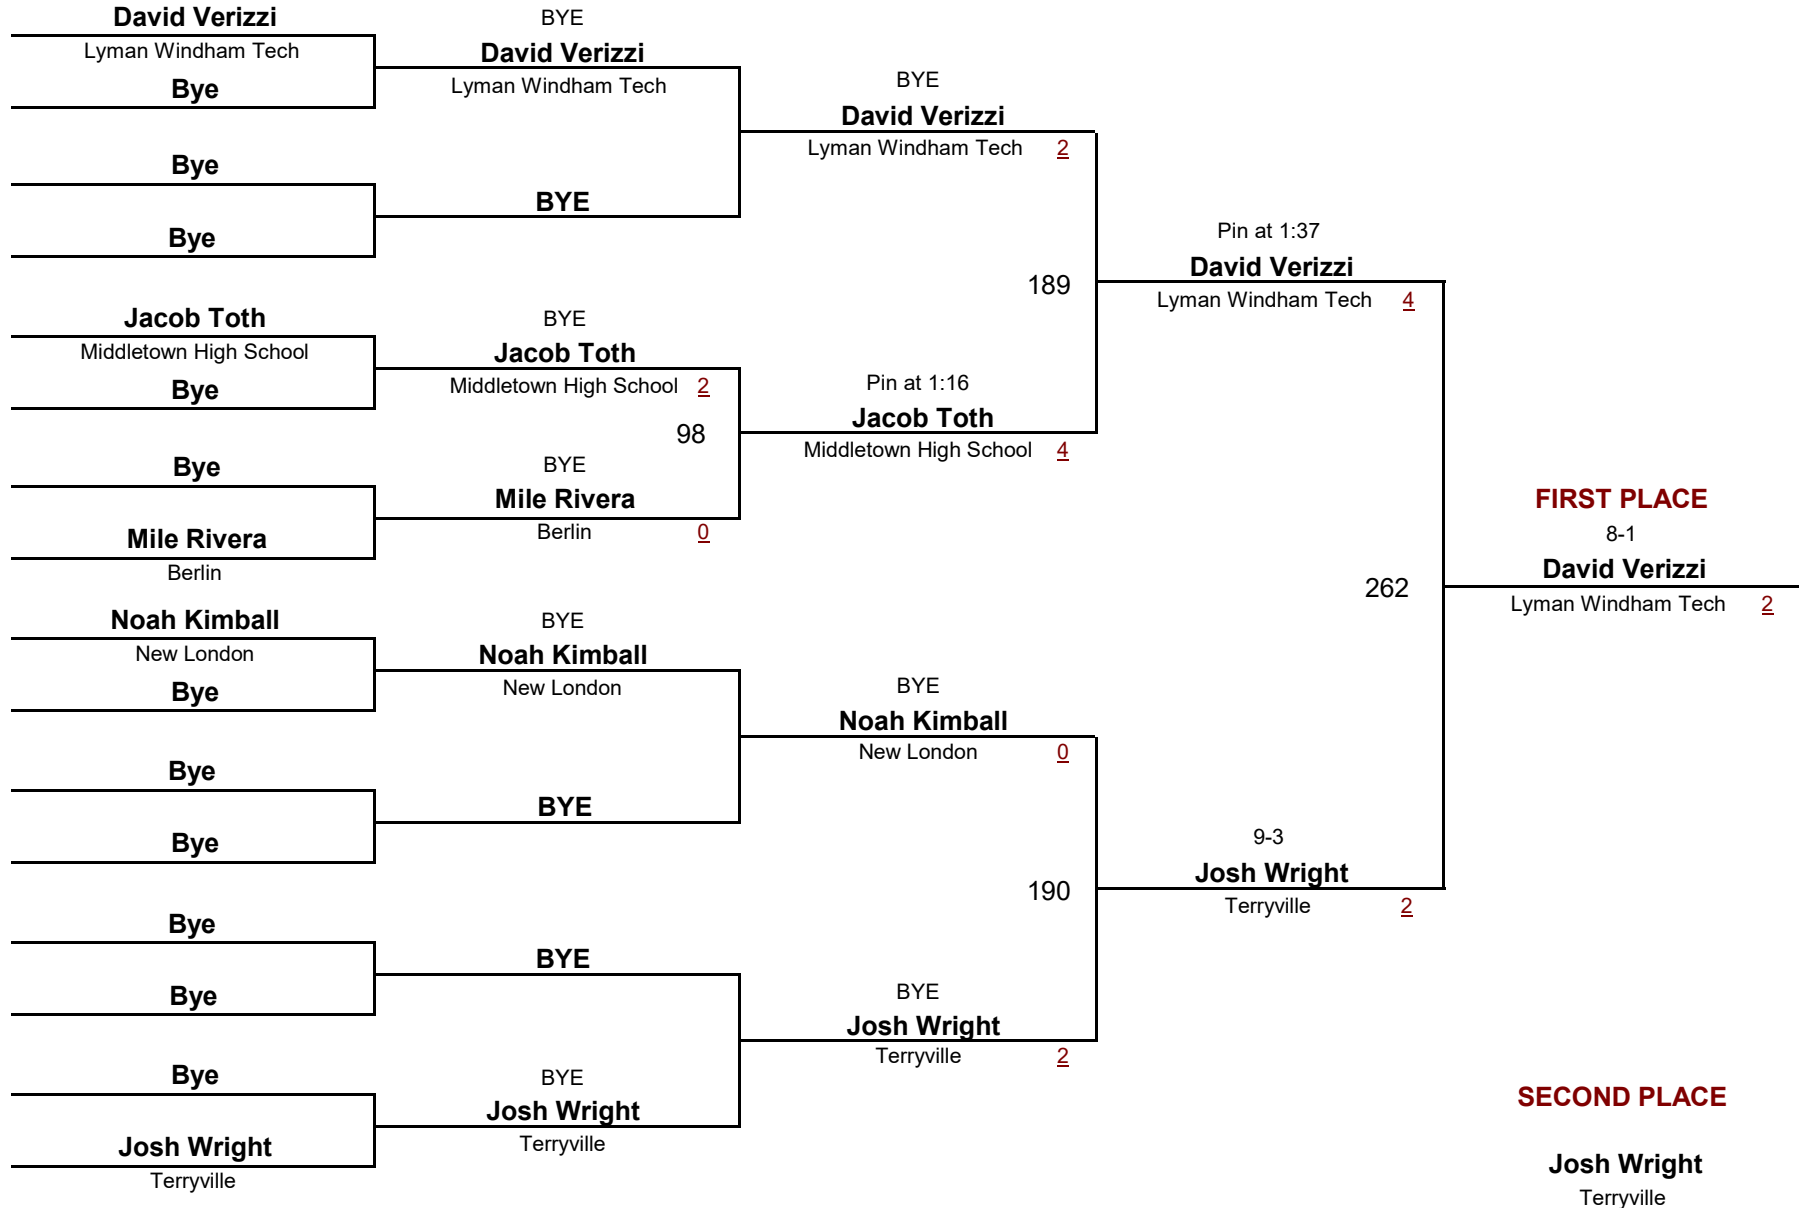 David Verizzi
Lyman Windham Tech
Bye
Bye
Bye
Jacob Toth
Middletown High School
Bye
Bye
Mile Rivera
Berlin
Noah Kimball
New London
Bye
Bye
Bye
Bye
Bye
Bye
Josh Wright
Terryville
BYE
David Verizzi
Lyman Windham Tech
BYE
BYE
Jacob Toth
Middletown High School 2
98
BYE
Mile Rivera
Berlin 0
BYE
Noah Kimball
New London
BYE
BYE
BYE
Josh Wright
Terryville
BYE
David Verizzi
Lyman Windham Tech 2
189
Pin at 1:16
Jacob Toth
Middletown High School 4
BYE
Noah Kimball
New London 0
190
BYE
Josh Wright
Terryville 2
Pin at 1:37
David Verizzi
Lyman Windham Tech 4
262
9-3
Josh Wright
Terryville 2
FIRST PLACE
8-1
David Verizzi
Lyman Windham Tech 2
SECOND PLACE
Josh Wright
Terryville